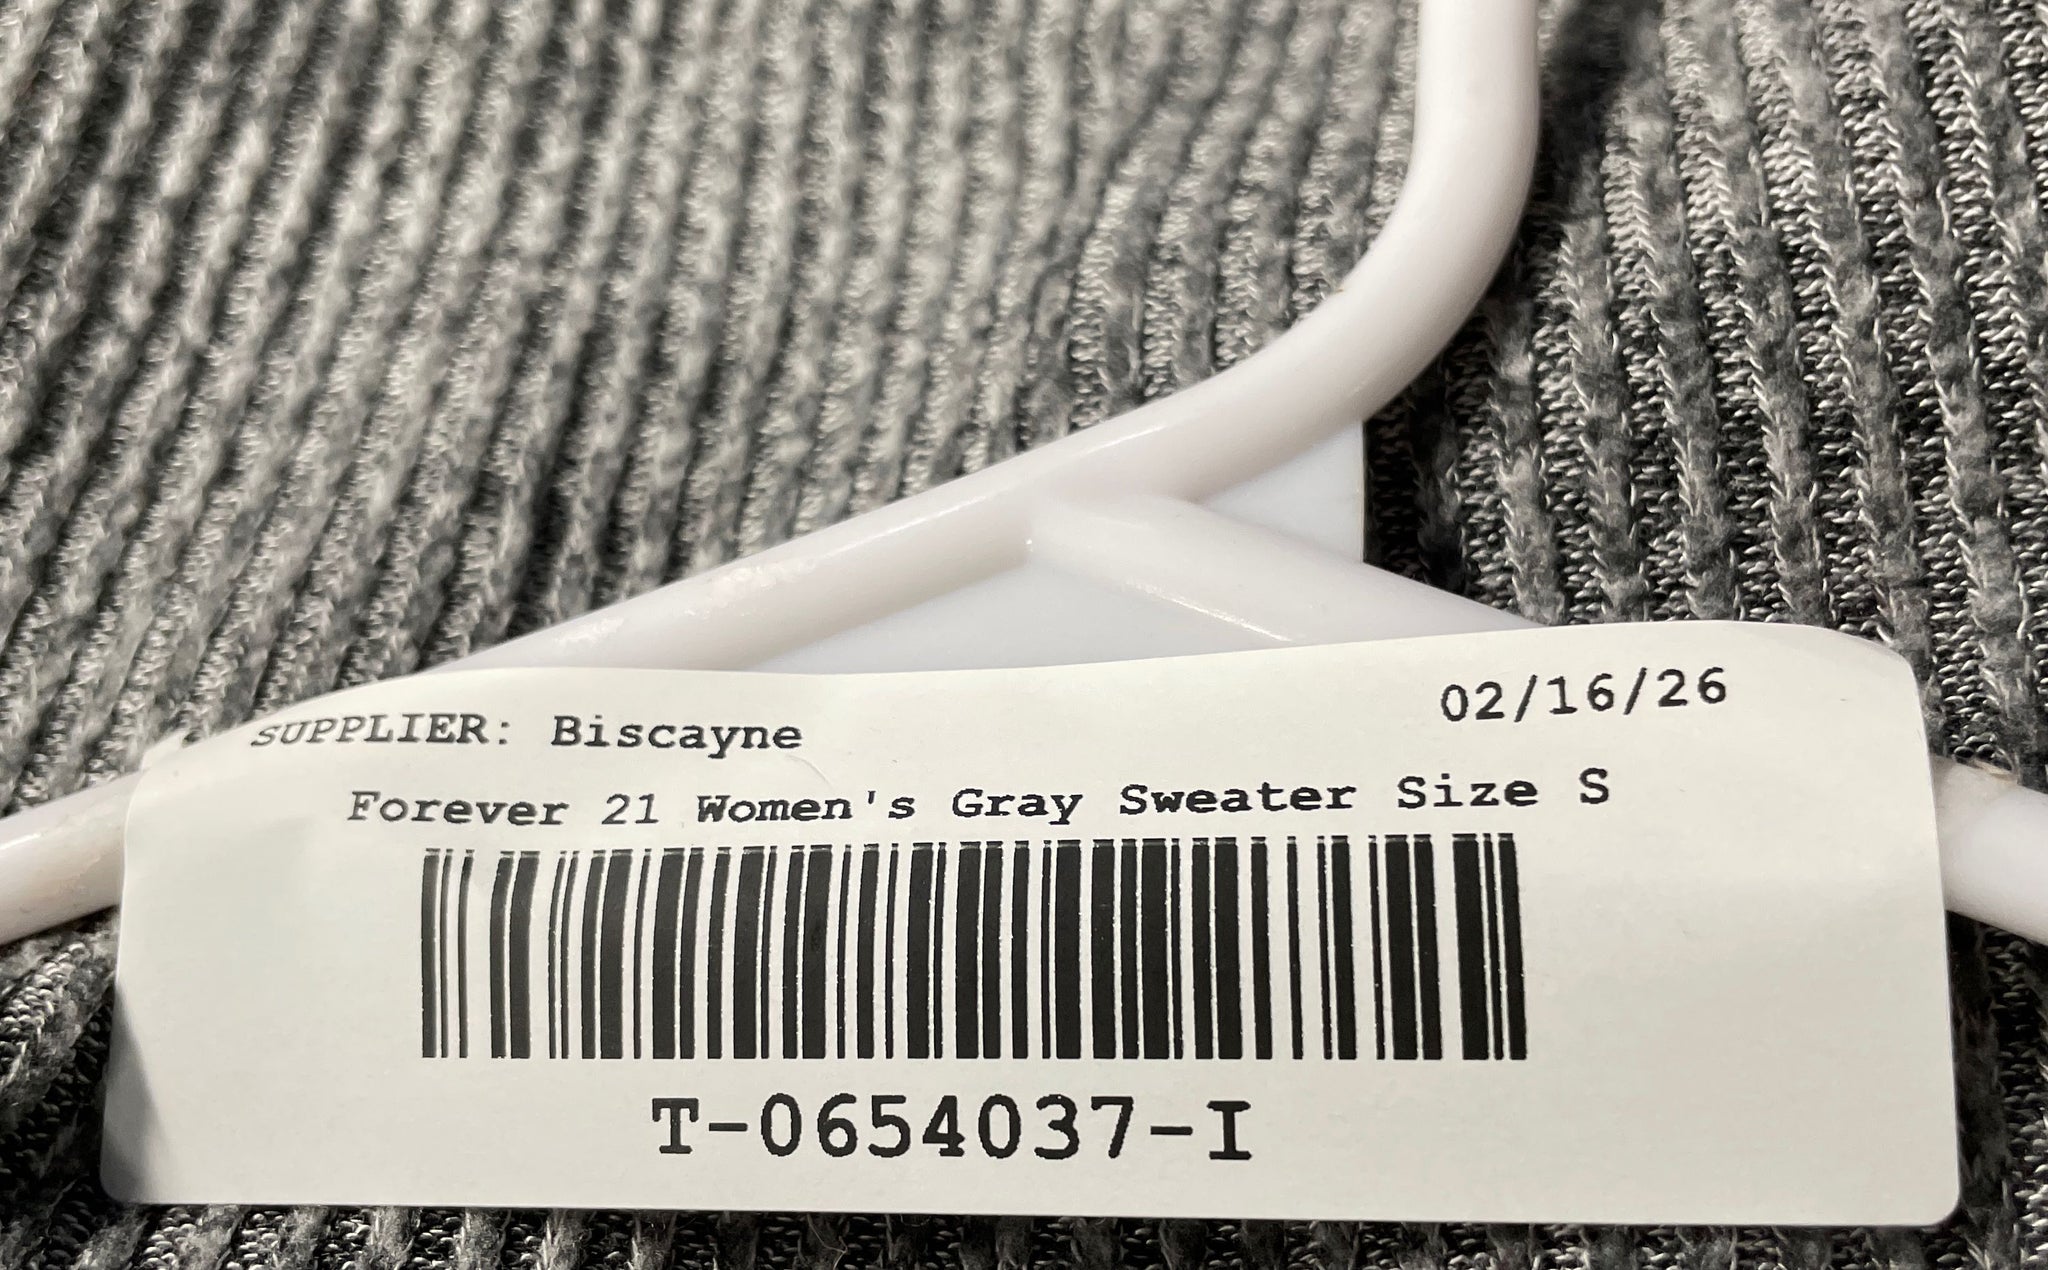 SUPPLIER: Biscayne 02/16/26
Forever 21 Women's Gray Sweater Size S
T-0654037-I